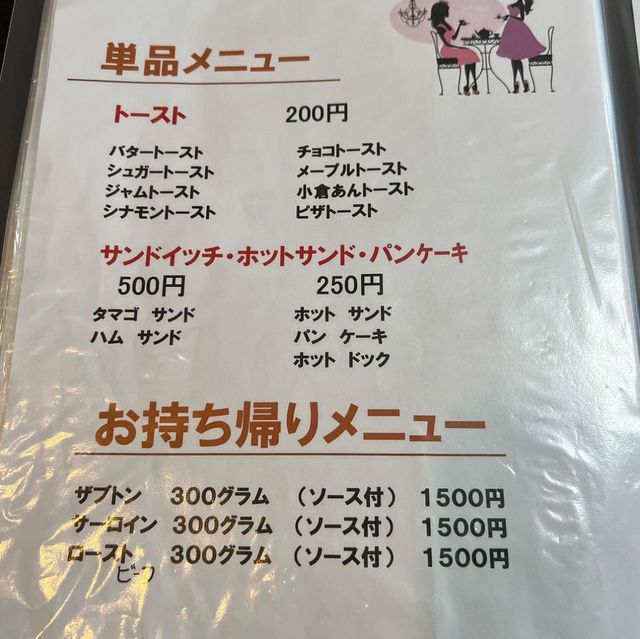 単品メニュー
トースト 200円
バタートースト チョコトースト
シュガートースト メープルトースト
ジャムトースト 小倉あんトースト
シナモントースト ピザトースト
サンドイッチ・ホットサンド・パンケーキ
500円 250円
タマゴ サンド ホット サンド
ハム サンド パン ケーキ
ホット ドック
お持ち帰りメニュー
ザブトン 300グラム (ソース付) 1500円
サーロイン 300グラム (ソース付) 1500円
ロースト 300グラム (ソース付) 1500円
ビーフ